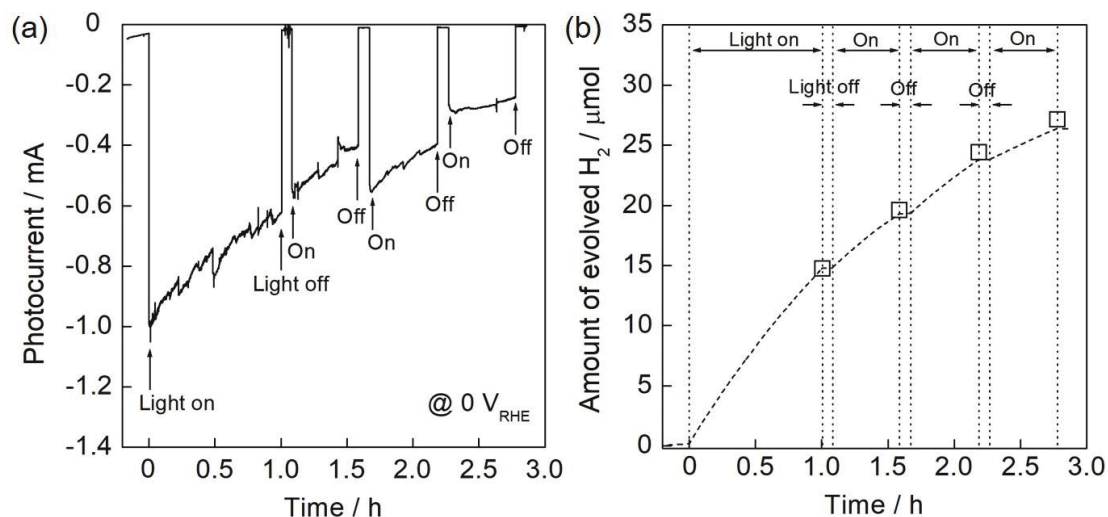 (a)
0
-0.2
-0.4
-0.6
-0.8
-1.0
-1.2
-1.4
Photocurrent / mA
On
Off
On
Off
On
Off
Light off
Light on
@ 0 V_RHE
0 0.5 1.0 1.5 2.0 2.5 3.0
Time / h
(b)
35
30
25
20
15
10
5
0
Amount of evolved H₂ / μmol
Light on On On On
Light off Off Off
0 0.5 1.0 1.5 2.0 2.5 3.0
Time / h